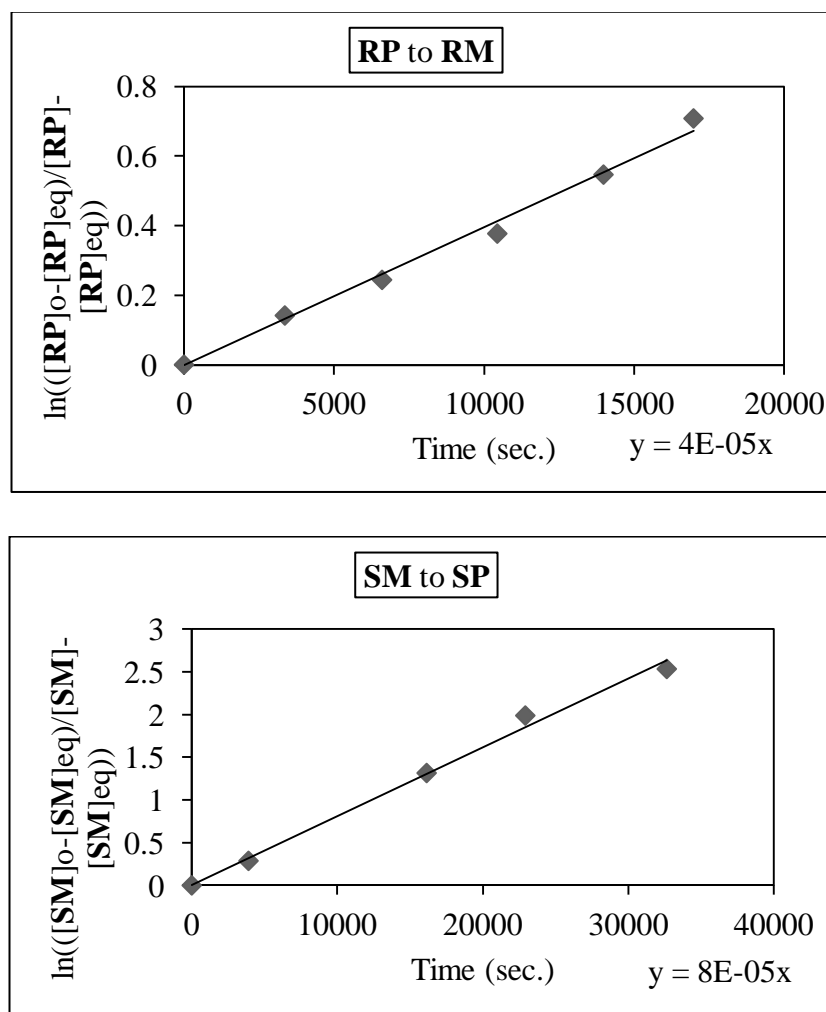 RP to RM
ln(([RP]o-[RP]eq)/[RP]-
[RP]eq))
0.8
0.6
0.4
0.2
0
0 5000 10000 15000 20000
Time (sec.)
y = 4E-05x
SM to SP
ln(([SM]o-[SM]eq)/[SM]-
[SM]eq))
3
2.5
2
1.5
1
0.5
0
0 10000 20000 30000 40000
Time (sec.)
y = 8E-05x